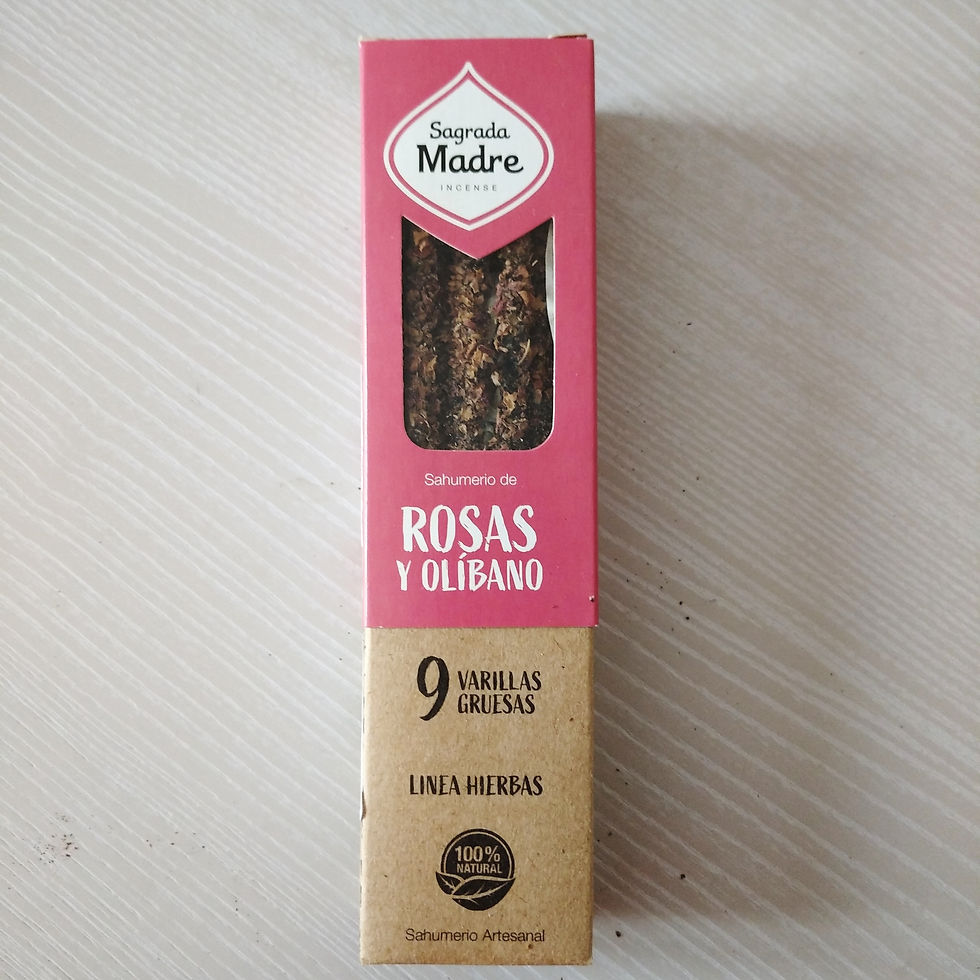 Sagrada
Madre
INCENSE
Sahumerio de
ROSAS
Y OLÍBANO
9 VARILLAS
GRUESAS
LINEA HIERBAS
100%
NATURAL
Sahumerio Artesanal